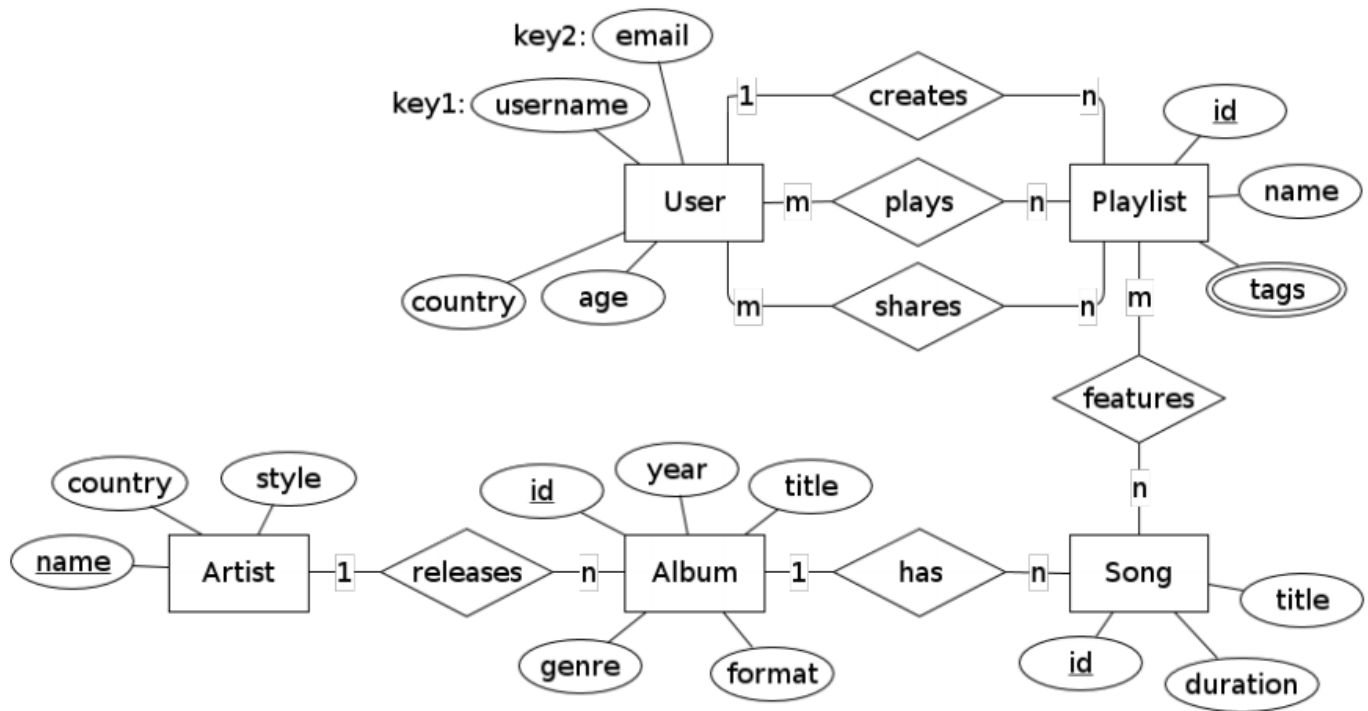 key2: email
key1: username
1 creates n
id
User
m plays n
Playlist
name
country
age
m shares n
tags
m
features
n
country
style
name
Artist
1 releases n
id
year
title
Album
genre
format
1 has n
Song
title
id
duration